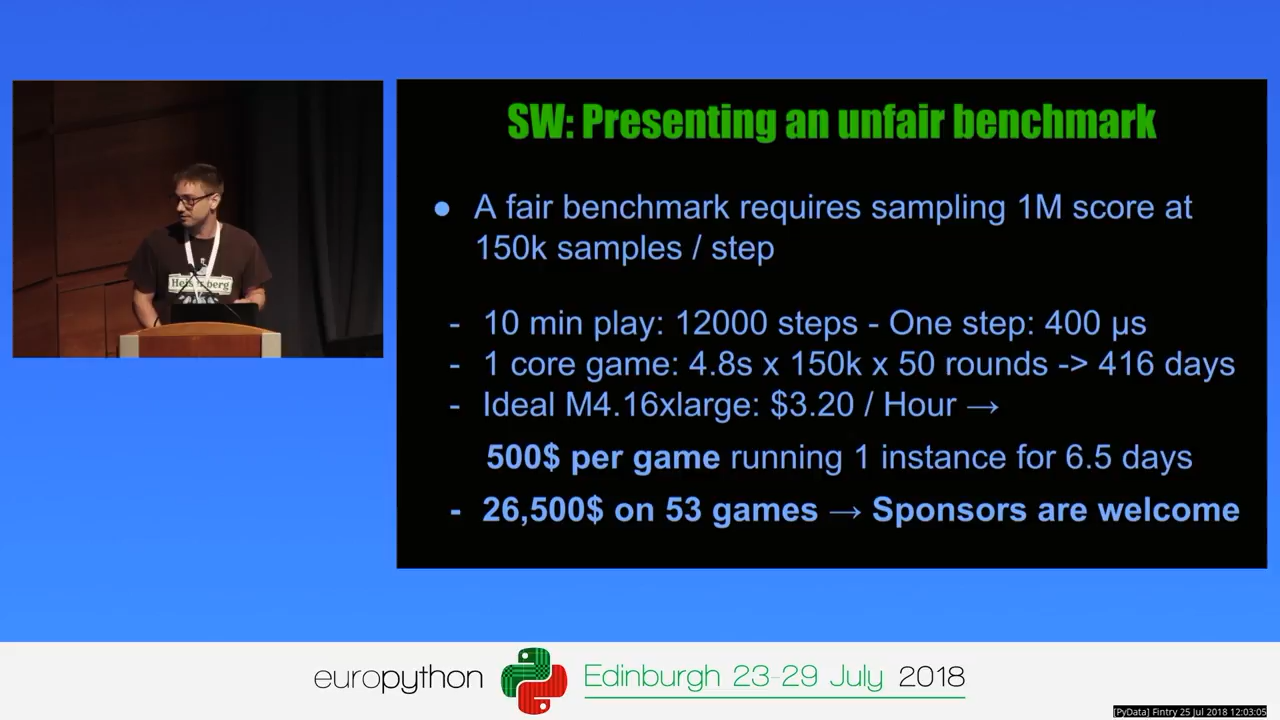 SW: Presenting an unfair benchmark
● A fair benchmark requires sampling 1M score at
150k samples / step
- 10 min play: 12000 steps - One step: 400 µs
- 1 core game: 4.8s x 150k x 50 rounds -> 416 days
- Ideal M4.16xlarge: $3.20 / Hour →
500$ per game running 1 instance for 6.5 days
- 26,500$ on 53 games → Sponsors are welcome
europython
Edinburgh 23-29 July 2018
[PyData] Fintry 25 Jul 2018 12:03:05